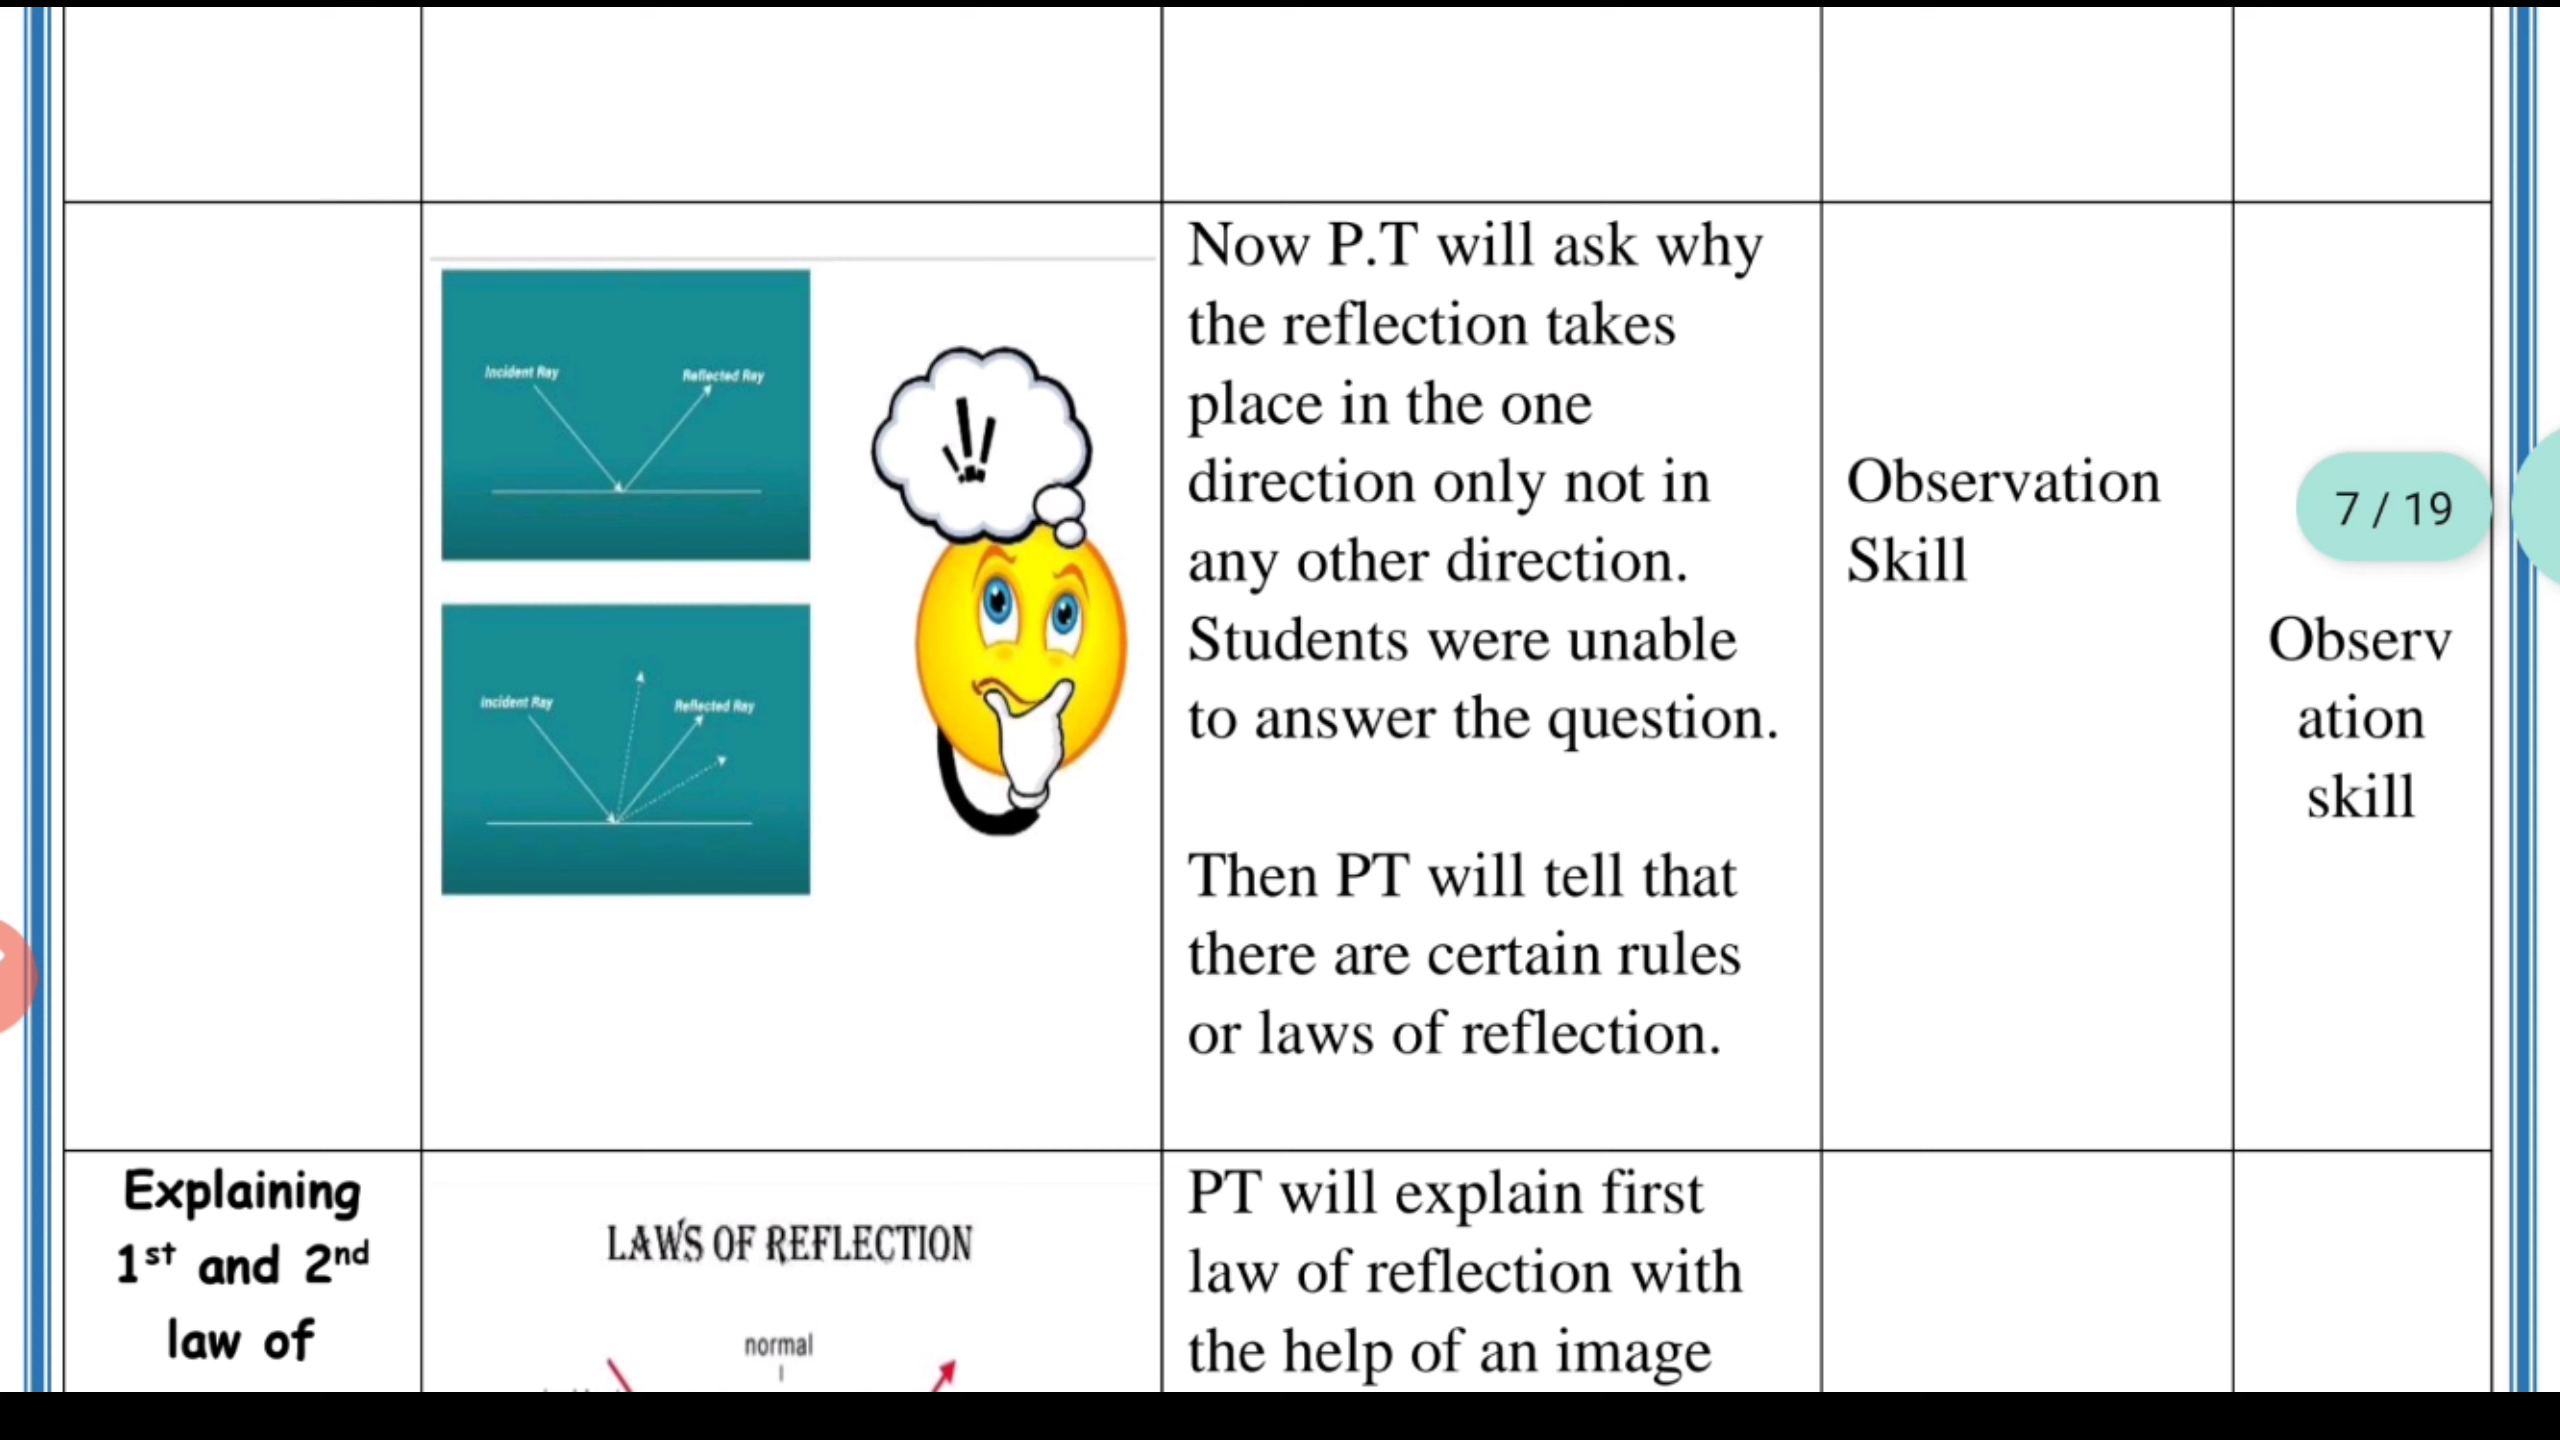 Incident Ray
Reflected Ray
Incident Ray
Reflected Ray
Now P.T will ask why
the reflection takes
place in the one
direction only not in
any other direction.
Students were unable
to answer the question.
Then PT will tell that
there are certain rules
or laws of reflection.
Observation
Skill
7 / 19
Observ
ation
skill
Explaining
1st and 2nd
law of
LAWS OF REFLECTION
normal
PT will explain first
law of reflection with
the help of an image